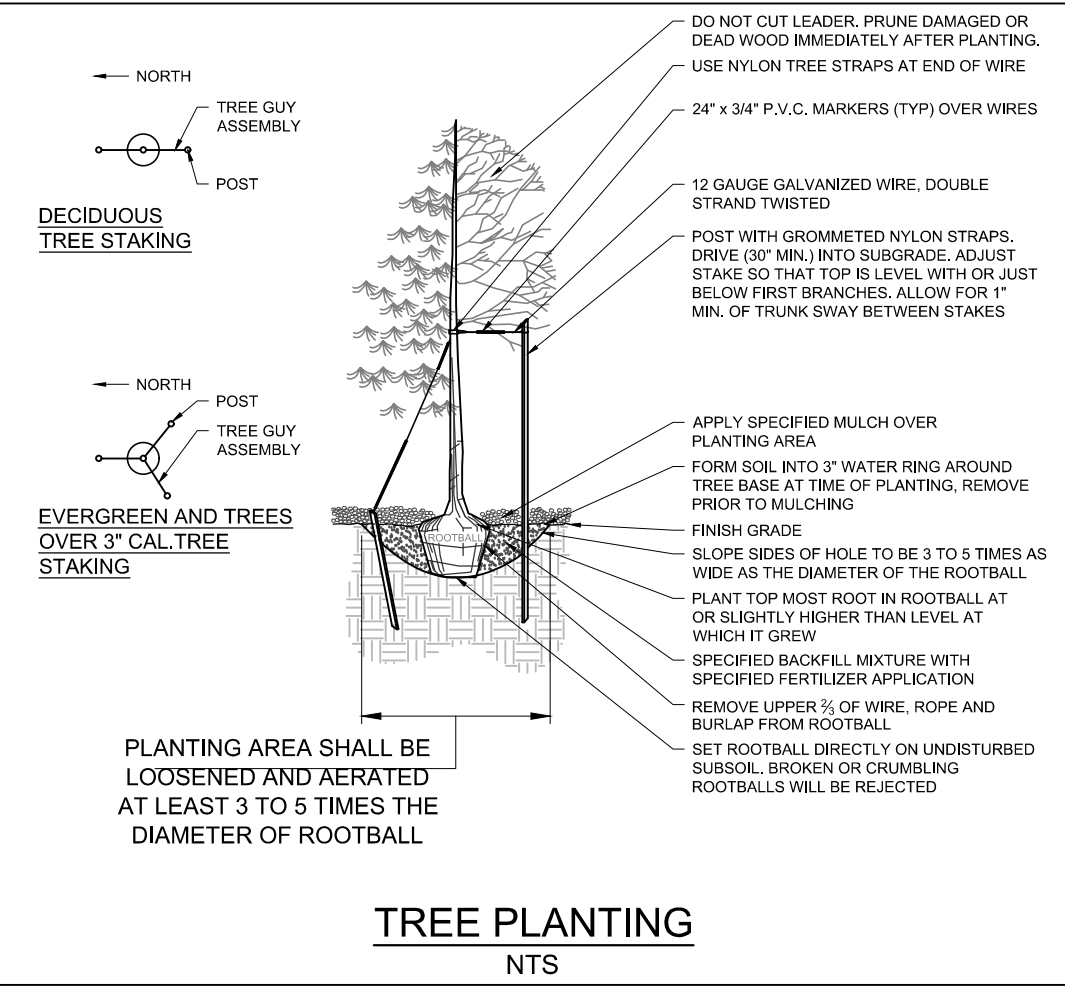 NORTH
TREE GUY
ASSEMBLY
POST
DECIDUOUS
TREE STAKING
NORTH
POST
TREE GUY
ASSEMBLY
EVERGREEN AND TREES
OVER 3" CAL.TREE
STAKING
DO NOT CUT LEADER. PRUNE DAMAGED OR
DEAD WOOD IMMEDIATELY AFTER PLANTING.
USE NYLON TREE STRAPS AT END OF WIRE
24" x 3/4" P.V.C. MARKERS (TYP) OVER WIRES
12 GAUGE GALVANIZED WIRE, DOUBLE
STRAND TWISTED
POST WITH GROMMETED NYLON STRAPS.
DRIVE (30" MIN.) INTO SUBGRADE. ADJUST
STAKE SO THAT TOP IS LEVEL WITH OR JUST
BELOW FIRST BRANCHES. ALLOW FOR 1"
MIN. OF TRUNK SWAY BETWEEN STAKES
APPLY SPECIFIED MULCH OVER
PLANTING AREA
FORM SOIL INTO 3" WATER RING AROUND
TREE BASE AT TIME OF PLANTING, REMOVE
PRIOR TO MULCHING
FINISH GRADE
SLOPE SIDES OF HOLE TO BE 3 TO 5 TIMES AS
WIDE AS THE DIAMETER OF THE ROOTBALL
PLANT TOP MOST ROOT IN ROOTBALL AT
OR SLIGHTLY HIGHER THAN LEVEL AT
WHICH IT GREW
SPECIFIED BACKFILL MIXTURE WITH
SPECIFIED FERTILIZER APPLICATION
REMOVE UPPER ⅔ OF WIRE, ROPE AND
BURLAP FROM ROOTBALL
SET ROOTBALL DIRECTLY ON UNDISTURBED
SUBSOIL. BROKEN OR CRUMBLING
ROOTBALLS WILL BE REJECTED
ROOTBALL
PLANTING AREA SHALL BE
LOOSENED AND AERATED
AT LEAST 3 TO 5 TIMES THE
DIAMETER OF ROOTBALL
TREE PLANTING
NTS